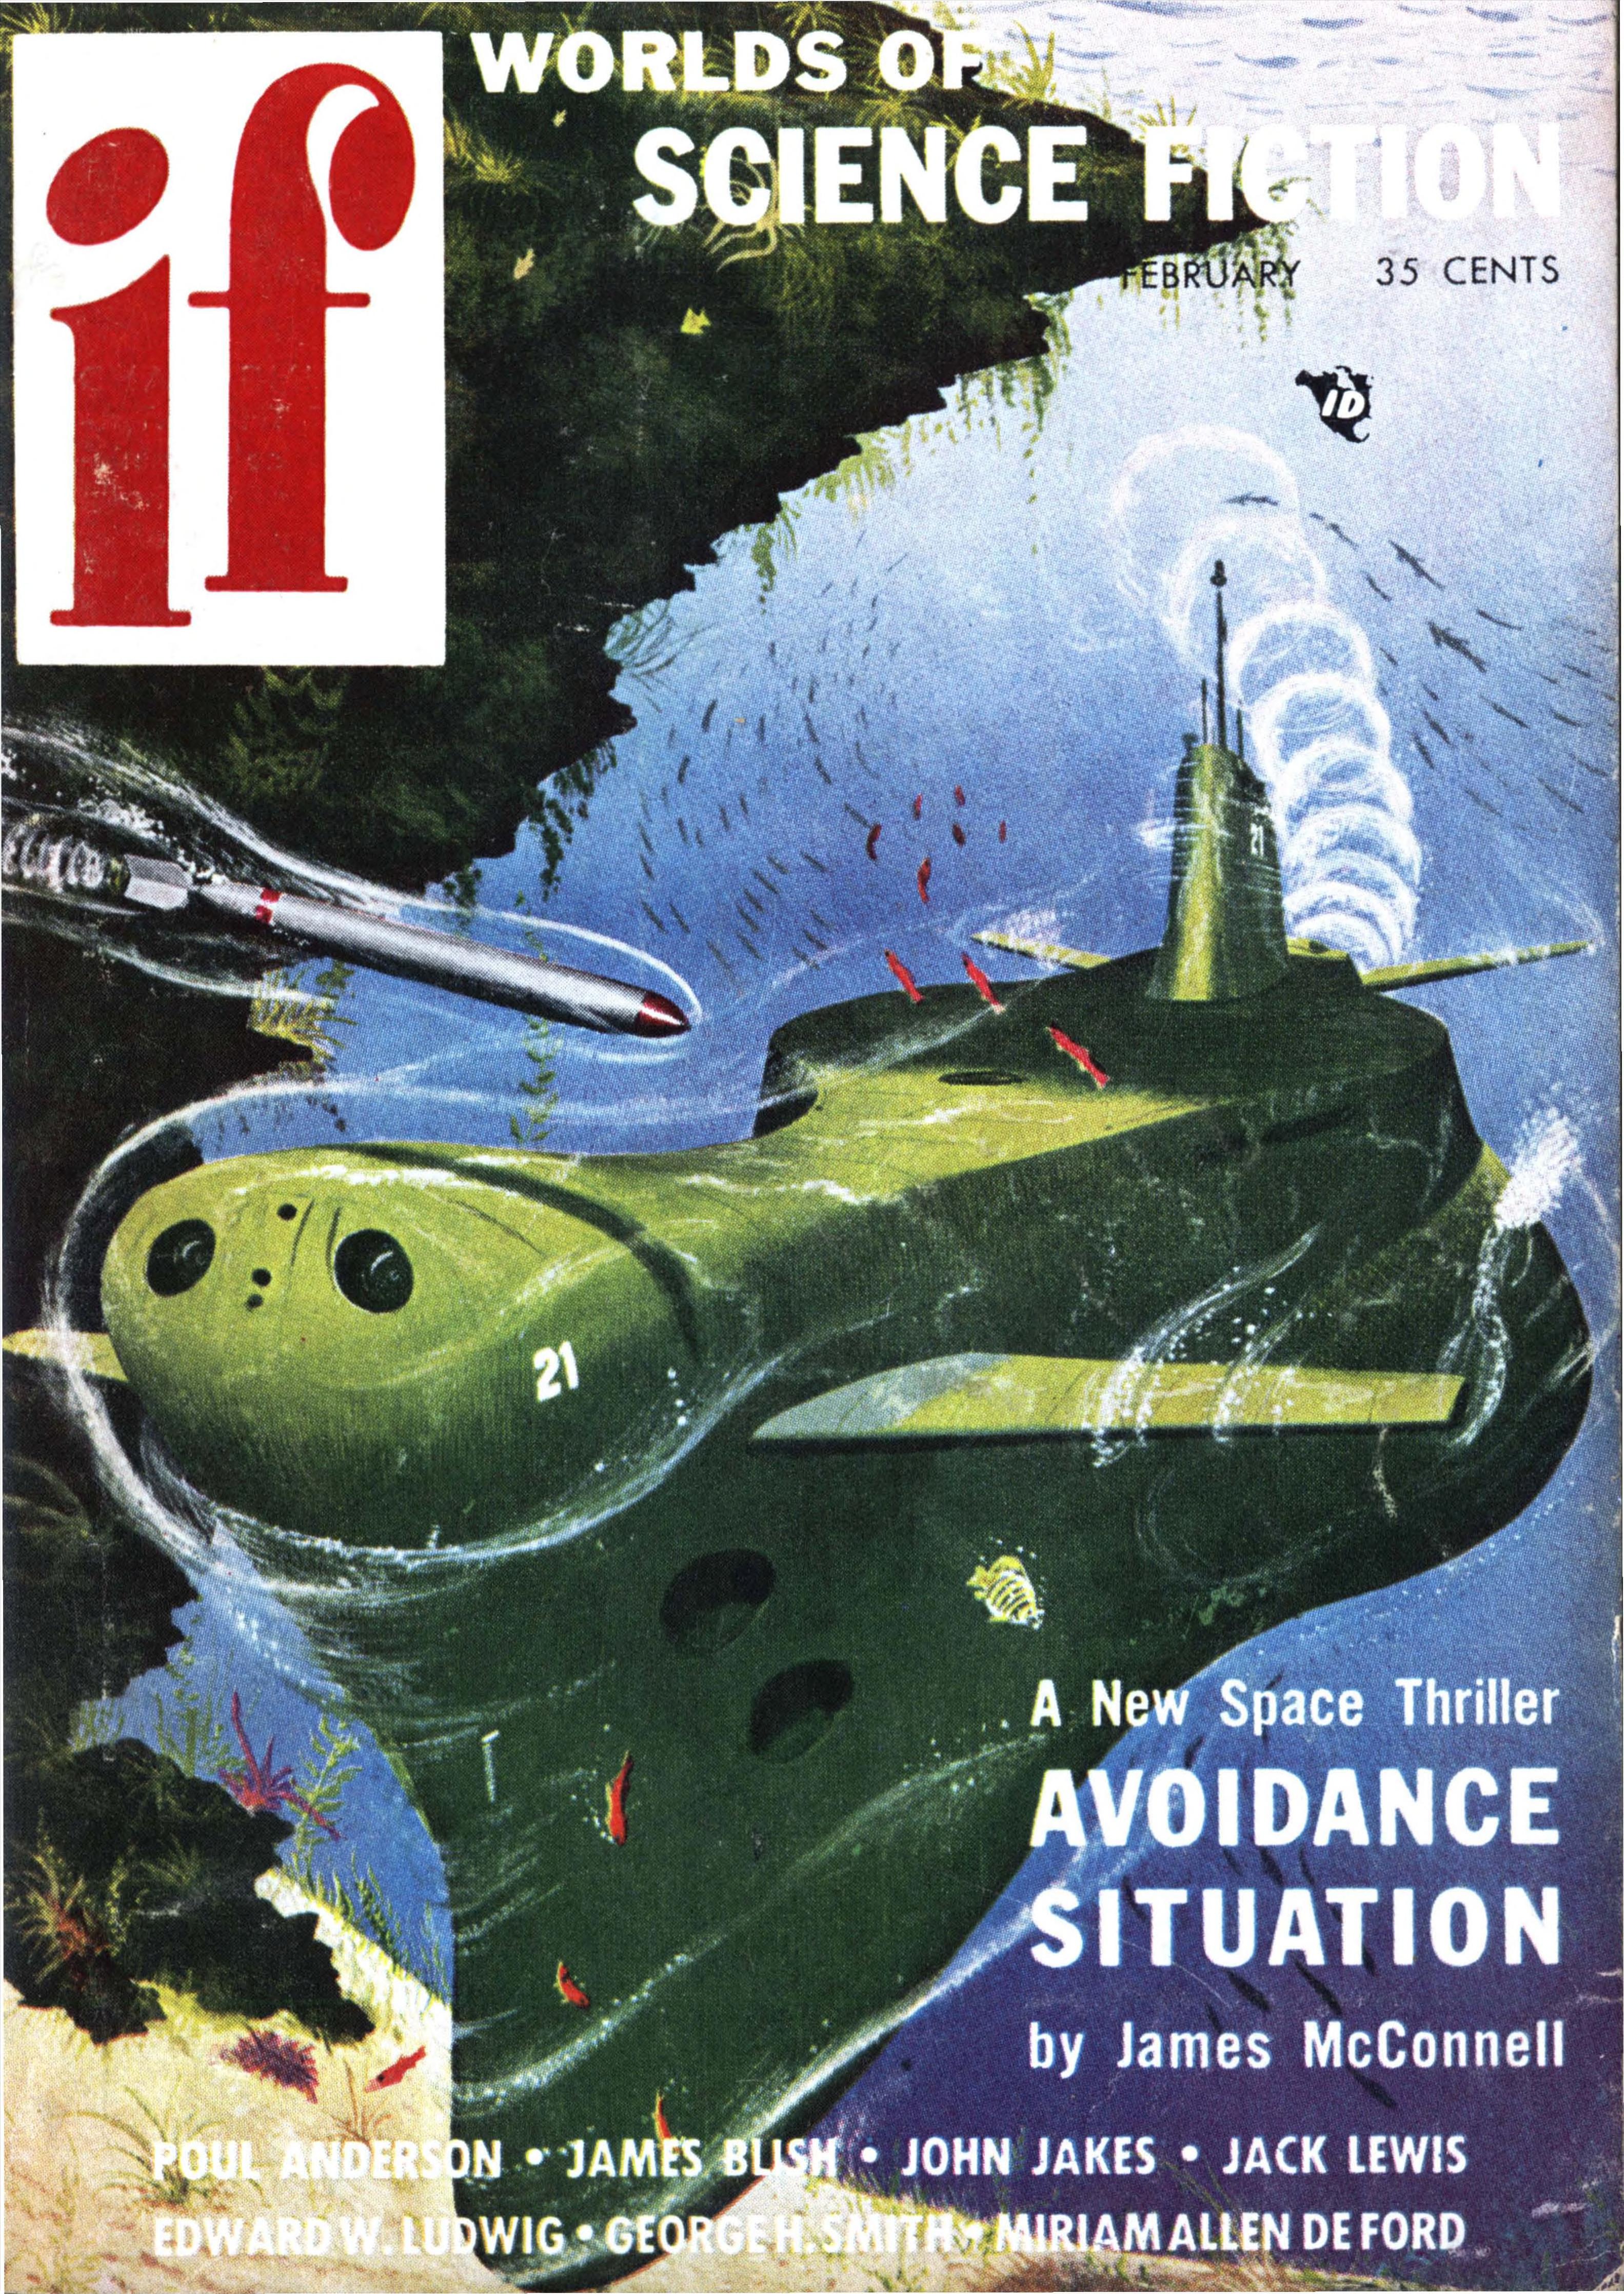 if
WORLDS OF
SCIENCE FICTION
FEBRUARY 35 CENTS
ID
21
21
A New Space Thriller
AVOIDANCE
SITUATION
by James McConnell
POUL ANDERSON • JAMES BLISH • JOHN JAKES • JACK LEWIS
EDWARD W. LUDWIG • GEORGE H. SMITH • MIRIAM ALLEN DE FORD